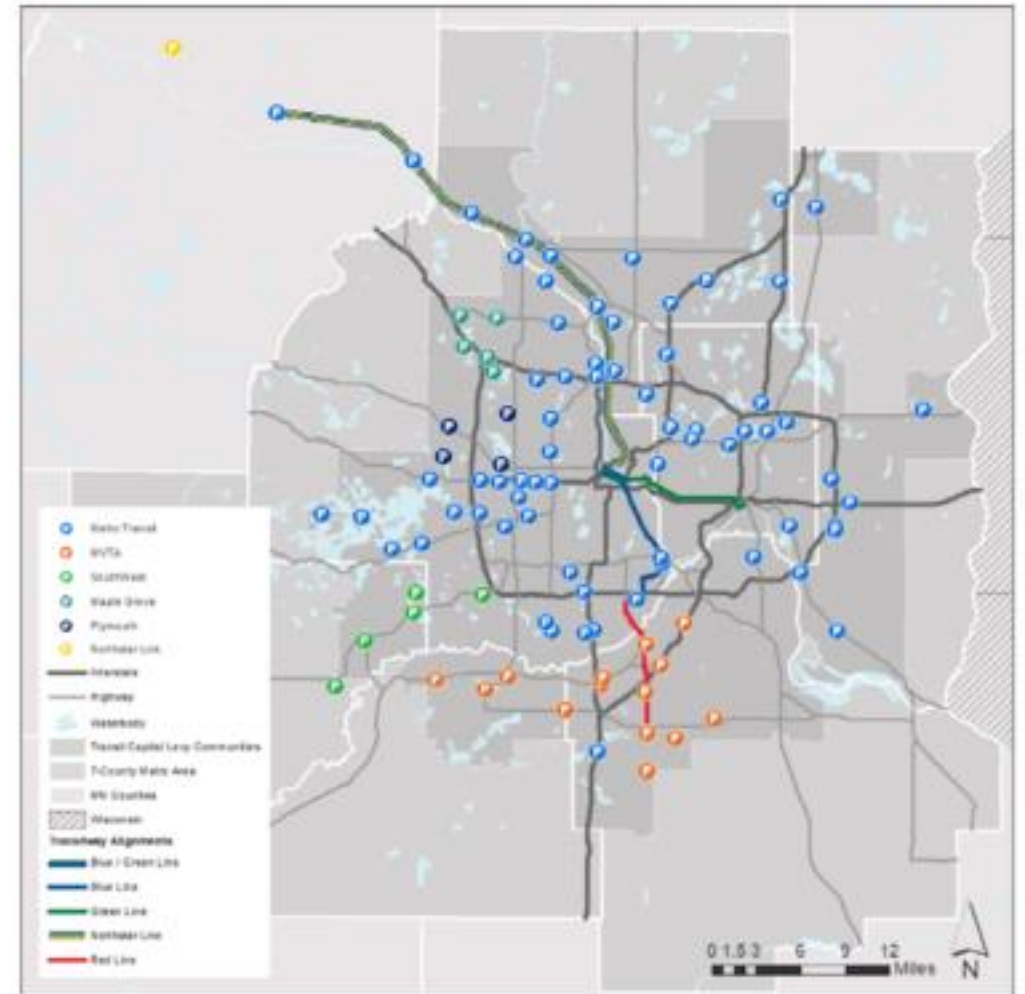 Metro Transit
MVTA
SouthWest
Maple Grove
Plymouth
Northstar Link
Interstate
Highway
Waterbody
Transit Capital Levy Communities
7-County Metro Area
MN Counties
Wisconsin
Transitway Alignments
Blue / Green Line
Blue Line
Green Line
Northstar Line
Red Line
0 1.5 3 6 9 12
Miles
N